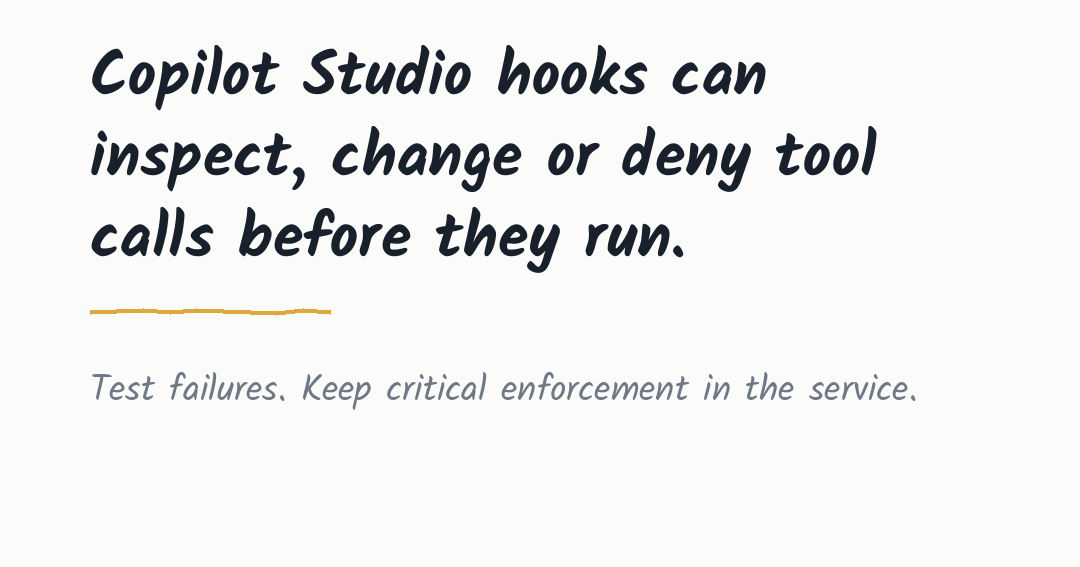 Copilot Studio hooks can
inspect, change or deny tool
calls before they run.
Test failures. Keep critical enforcement in the service.